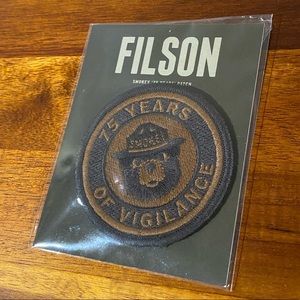 FILSON
SMOKEY "75 YEARS" PATCH
75 YEARS
SMOKEY
OF VIGILANCE